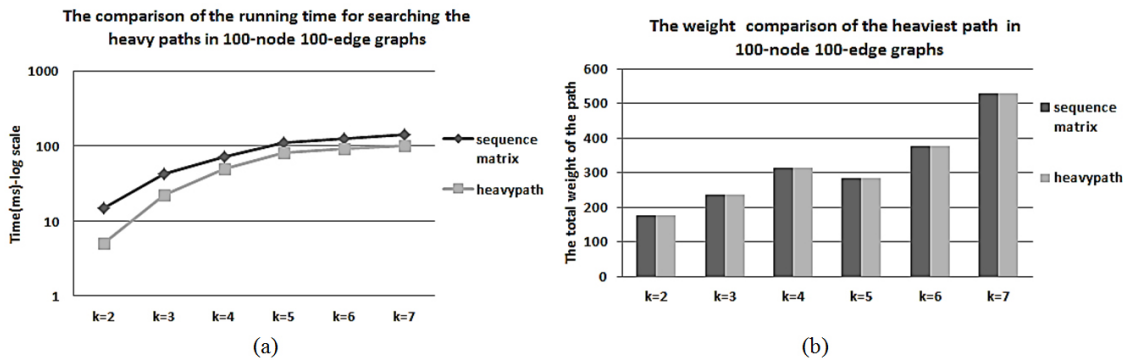 The comparison of the running time for searching the
heavy paths in 100-node 100-edge graphs
Time(ms)-log scale
1000
100
10
1
k=2 k=3 k=4 k=5 k=6 k=7
sequence
matrix
heavypath
(a)
The weight comparison of the heaviest path in
100-node 100-edge graphs
The total weight of the path
600
500
400
300
200
100
0
k=2 k=3 k=4 k=5 k=6 k=7
sequence
matrix
heavypath
(b)